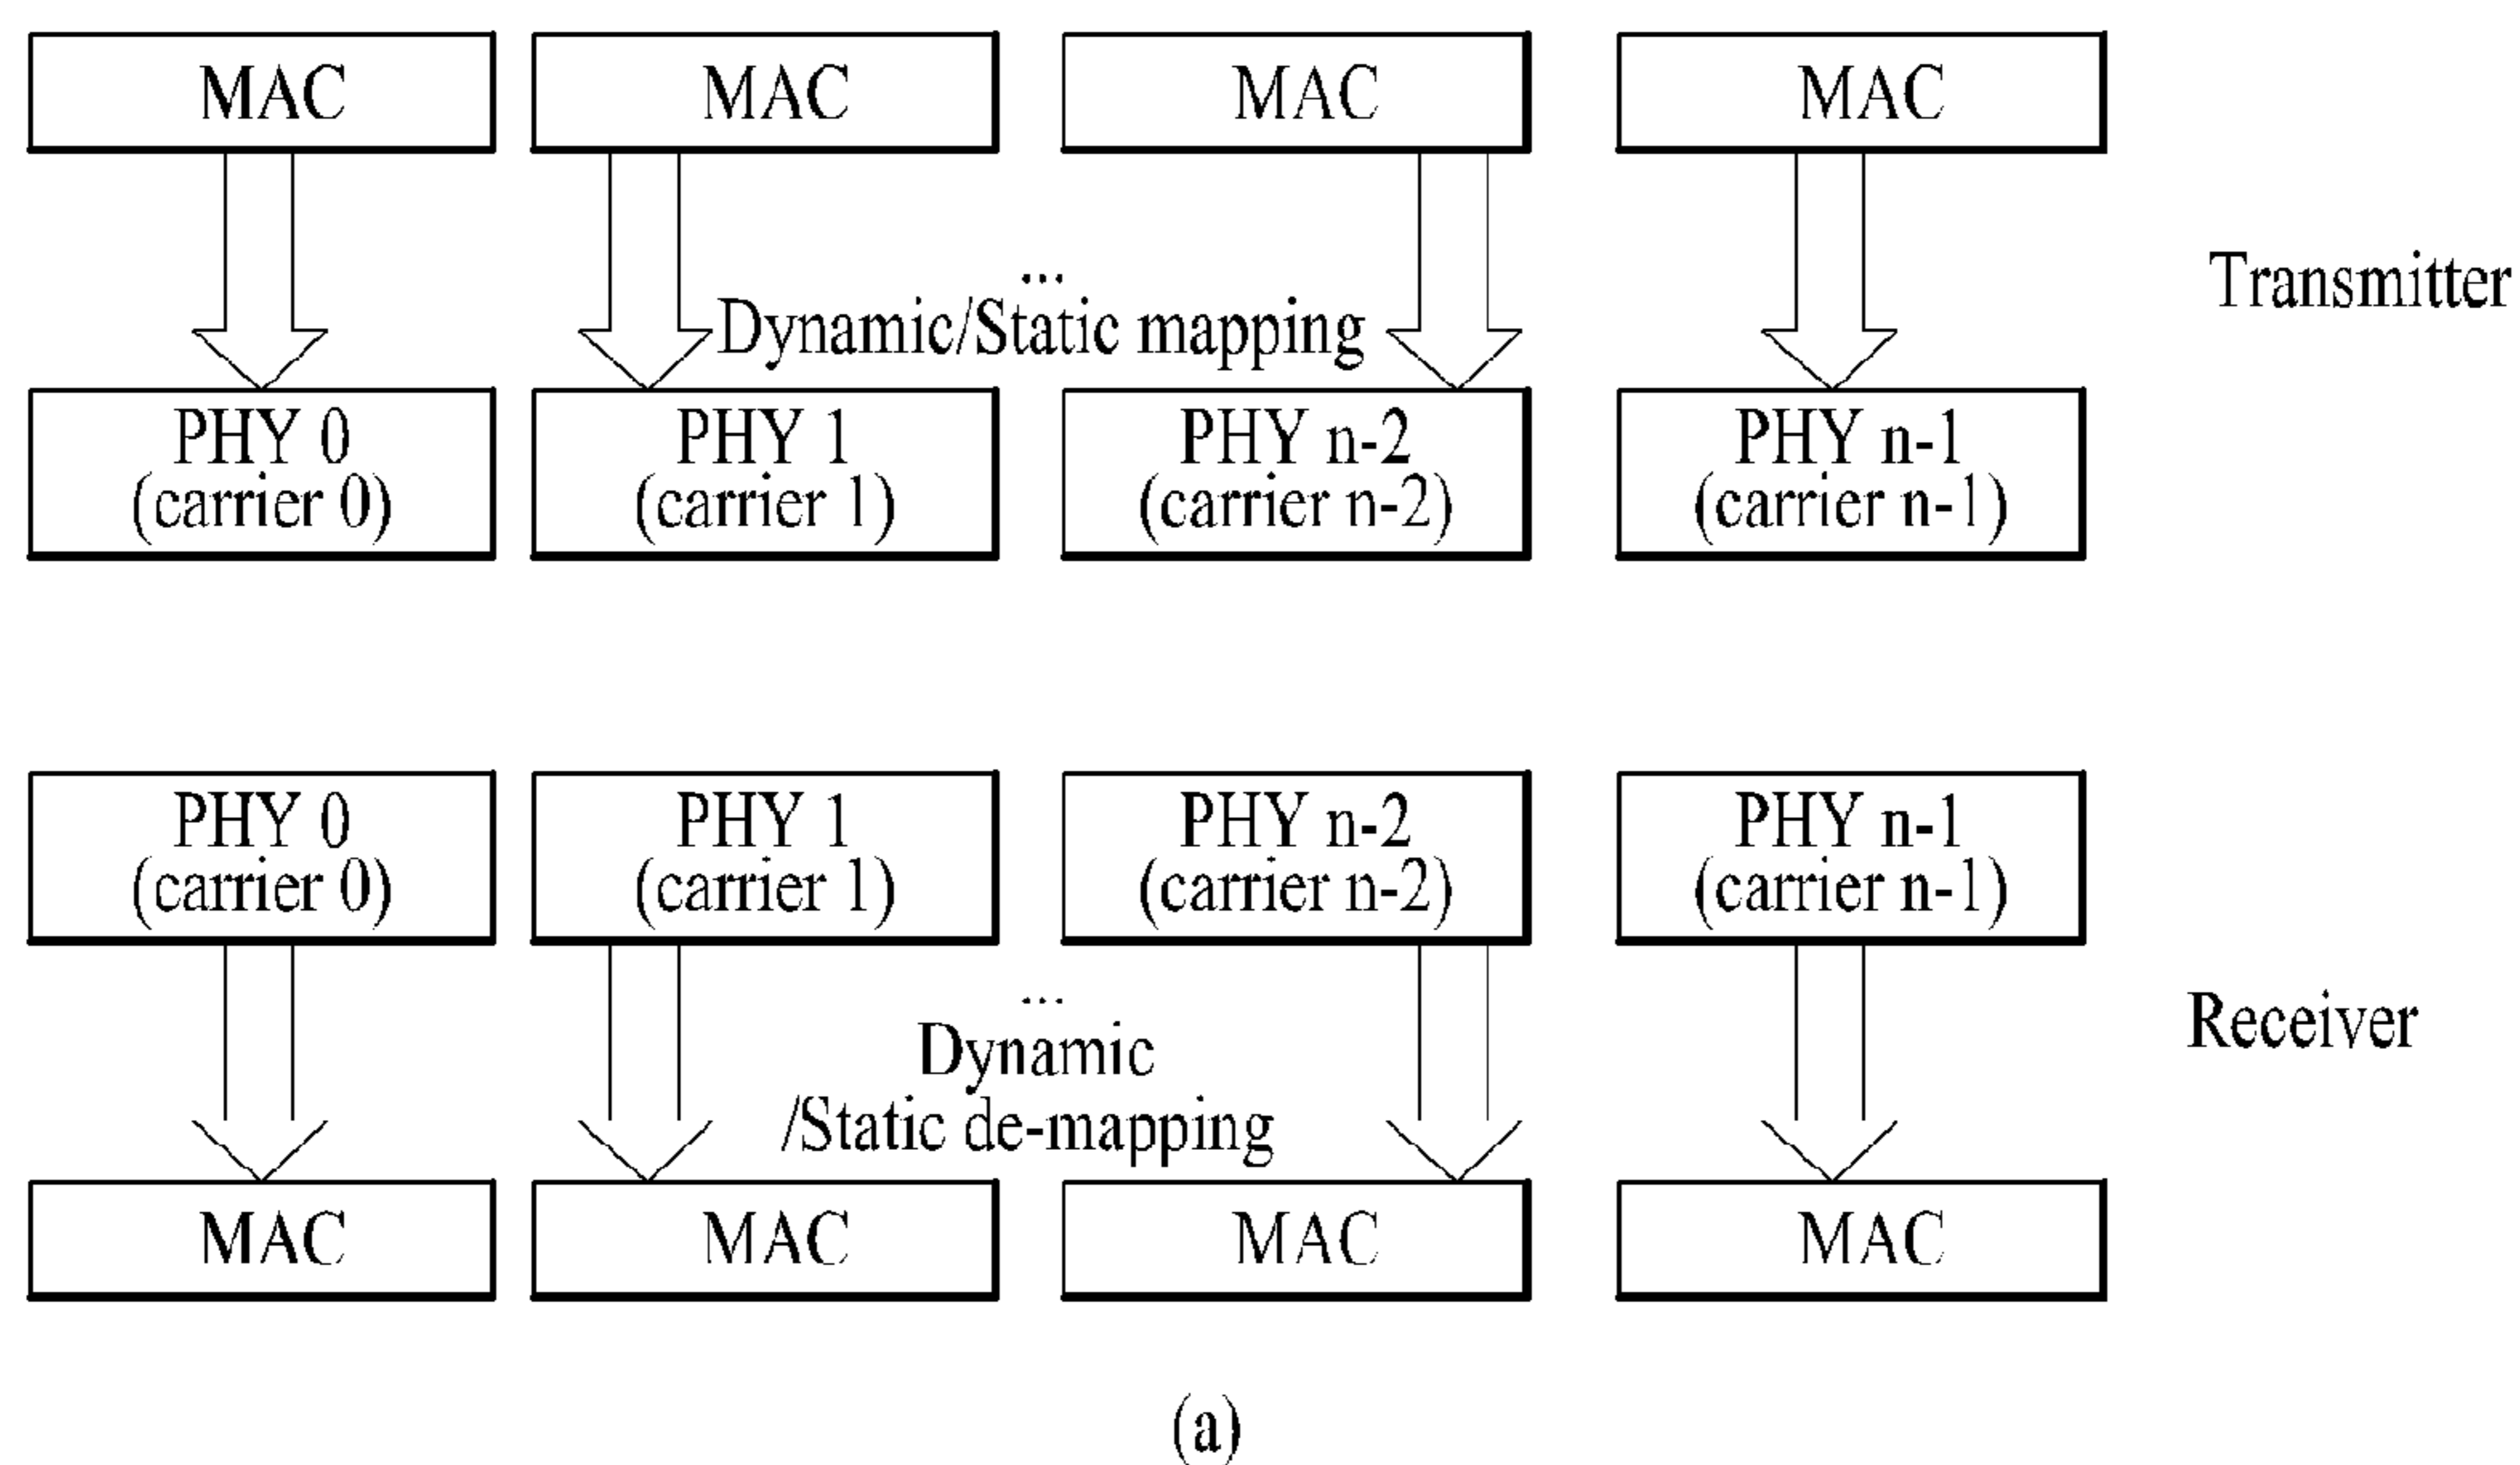 MAC
MAC
MAC
MAC
...
Dynamic/Static mapping
Transmitter
PHY 0
(carrier 0)
PHY 1
(carrier 1)
PHY n-2
(carrier n-2)
PHY n-1
(carrier n-1)
PHY 0
(carrier 0)
PHY 1
(carrier 1)
PHY n-2
(carrier n-2)
PHY n-1
(carrier n-1)
...
Dynamic
/Static de-mapping
Receiver
MAC
MAC
MAC
MAC
(a)